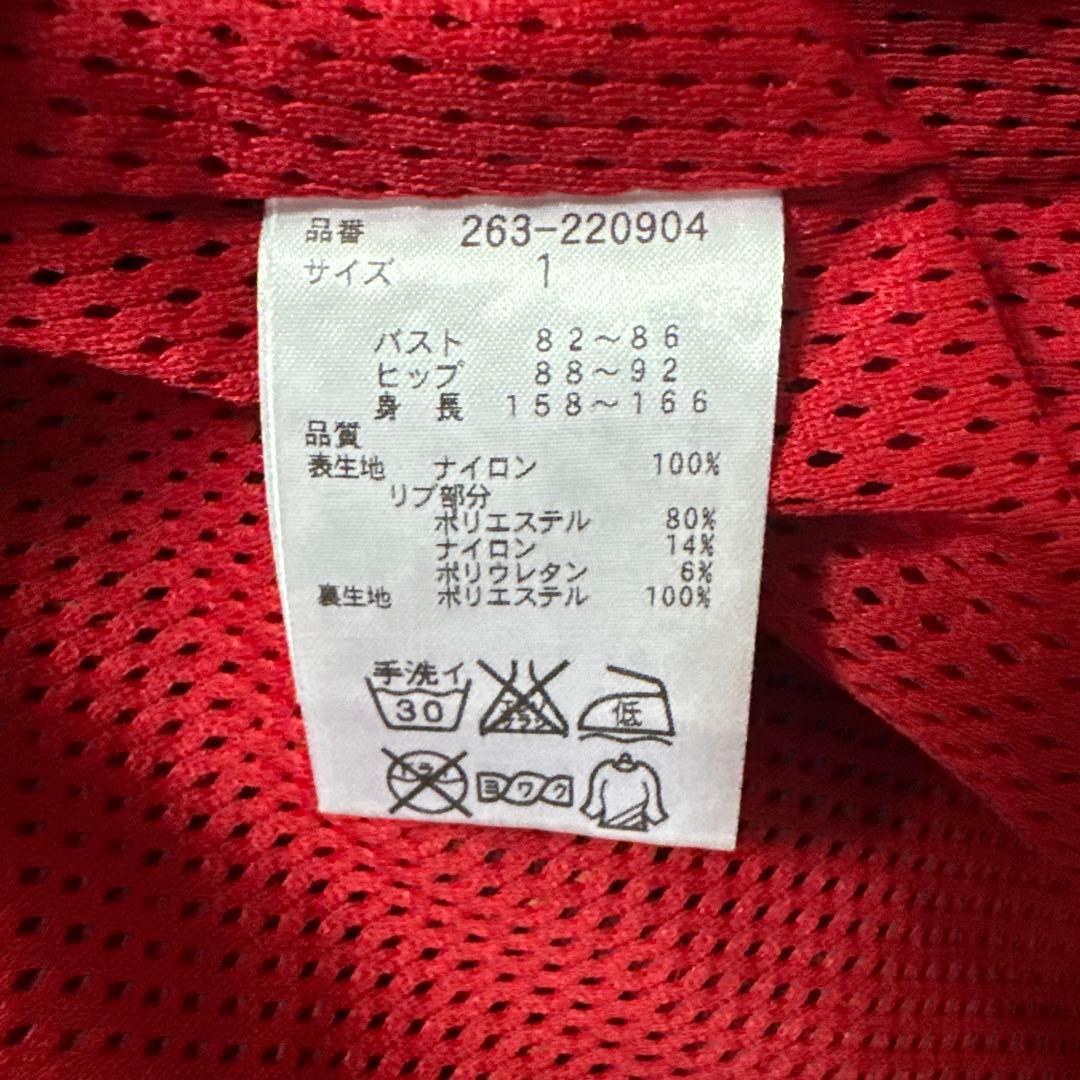 品番 263-220904
サイズ 1
バスト 82~86
ヒップ 88~92
身長 158~166
品質
表生地 ナイロン 100%
リブ部分
ポリエステル 80%
ナイロン 14%
ポリウレタン 6%
裏生地 ポリエステル 100%
手洗イ
30
低
ヨワク